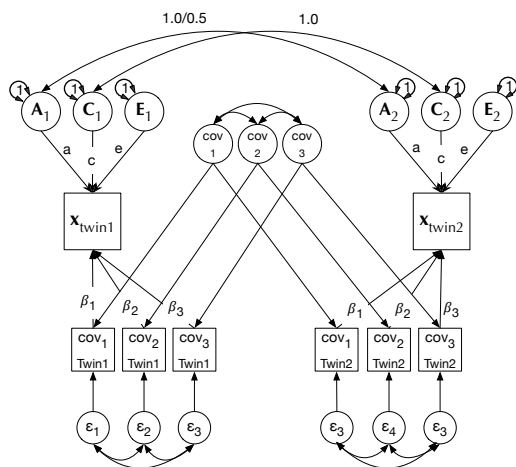 1.0/0.5 1.0
1 1 1 1 1 1
A1 C1 E1 A2 C2 E2
cov cov cov
1 2 3
a c e a c e
xtwin1 xtwin2
β1 β2 β3 β1 β2 β3
cov1 cov2 cov3 cov1 cov2 cov3
Twin1 Twin1 Twin1 Twin2 Twin2 Twin2
ε1 ε2 ε3 ε3 ε4 ε3